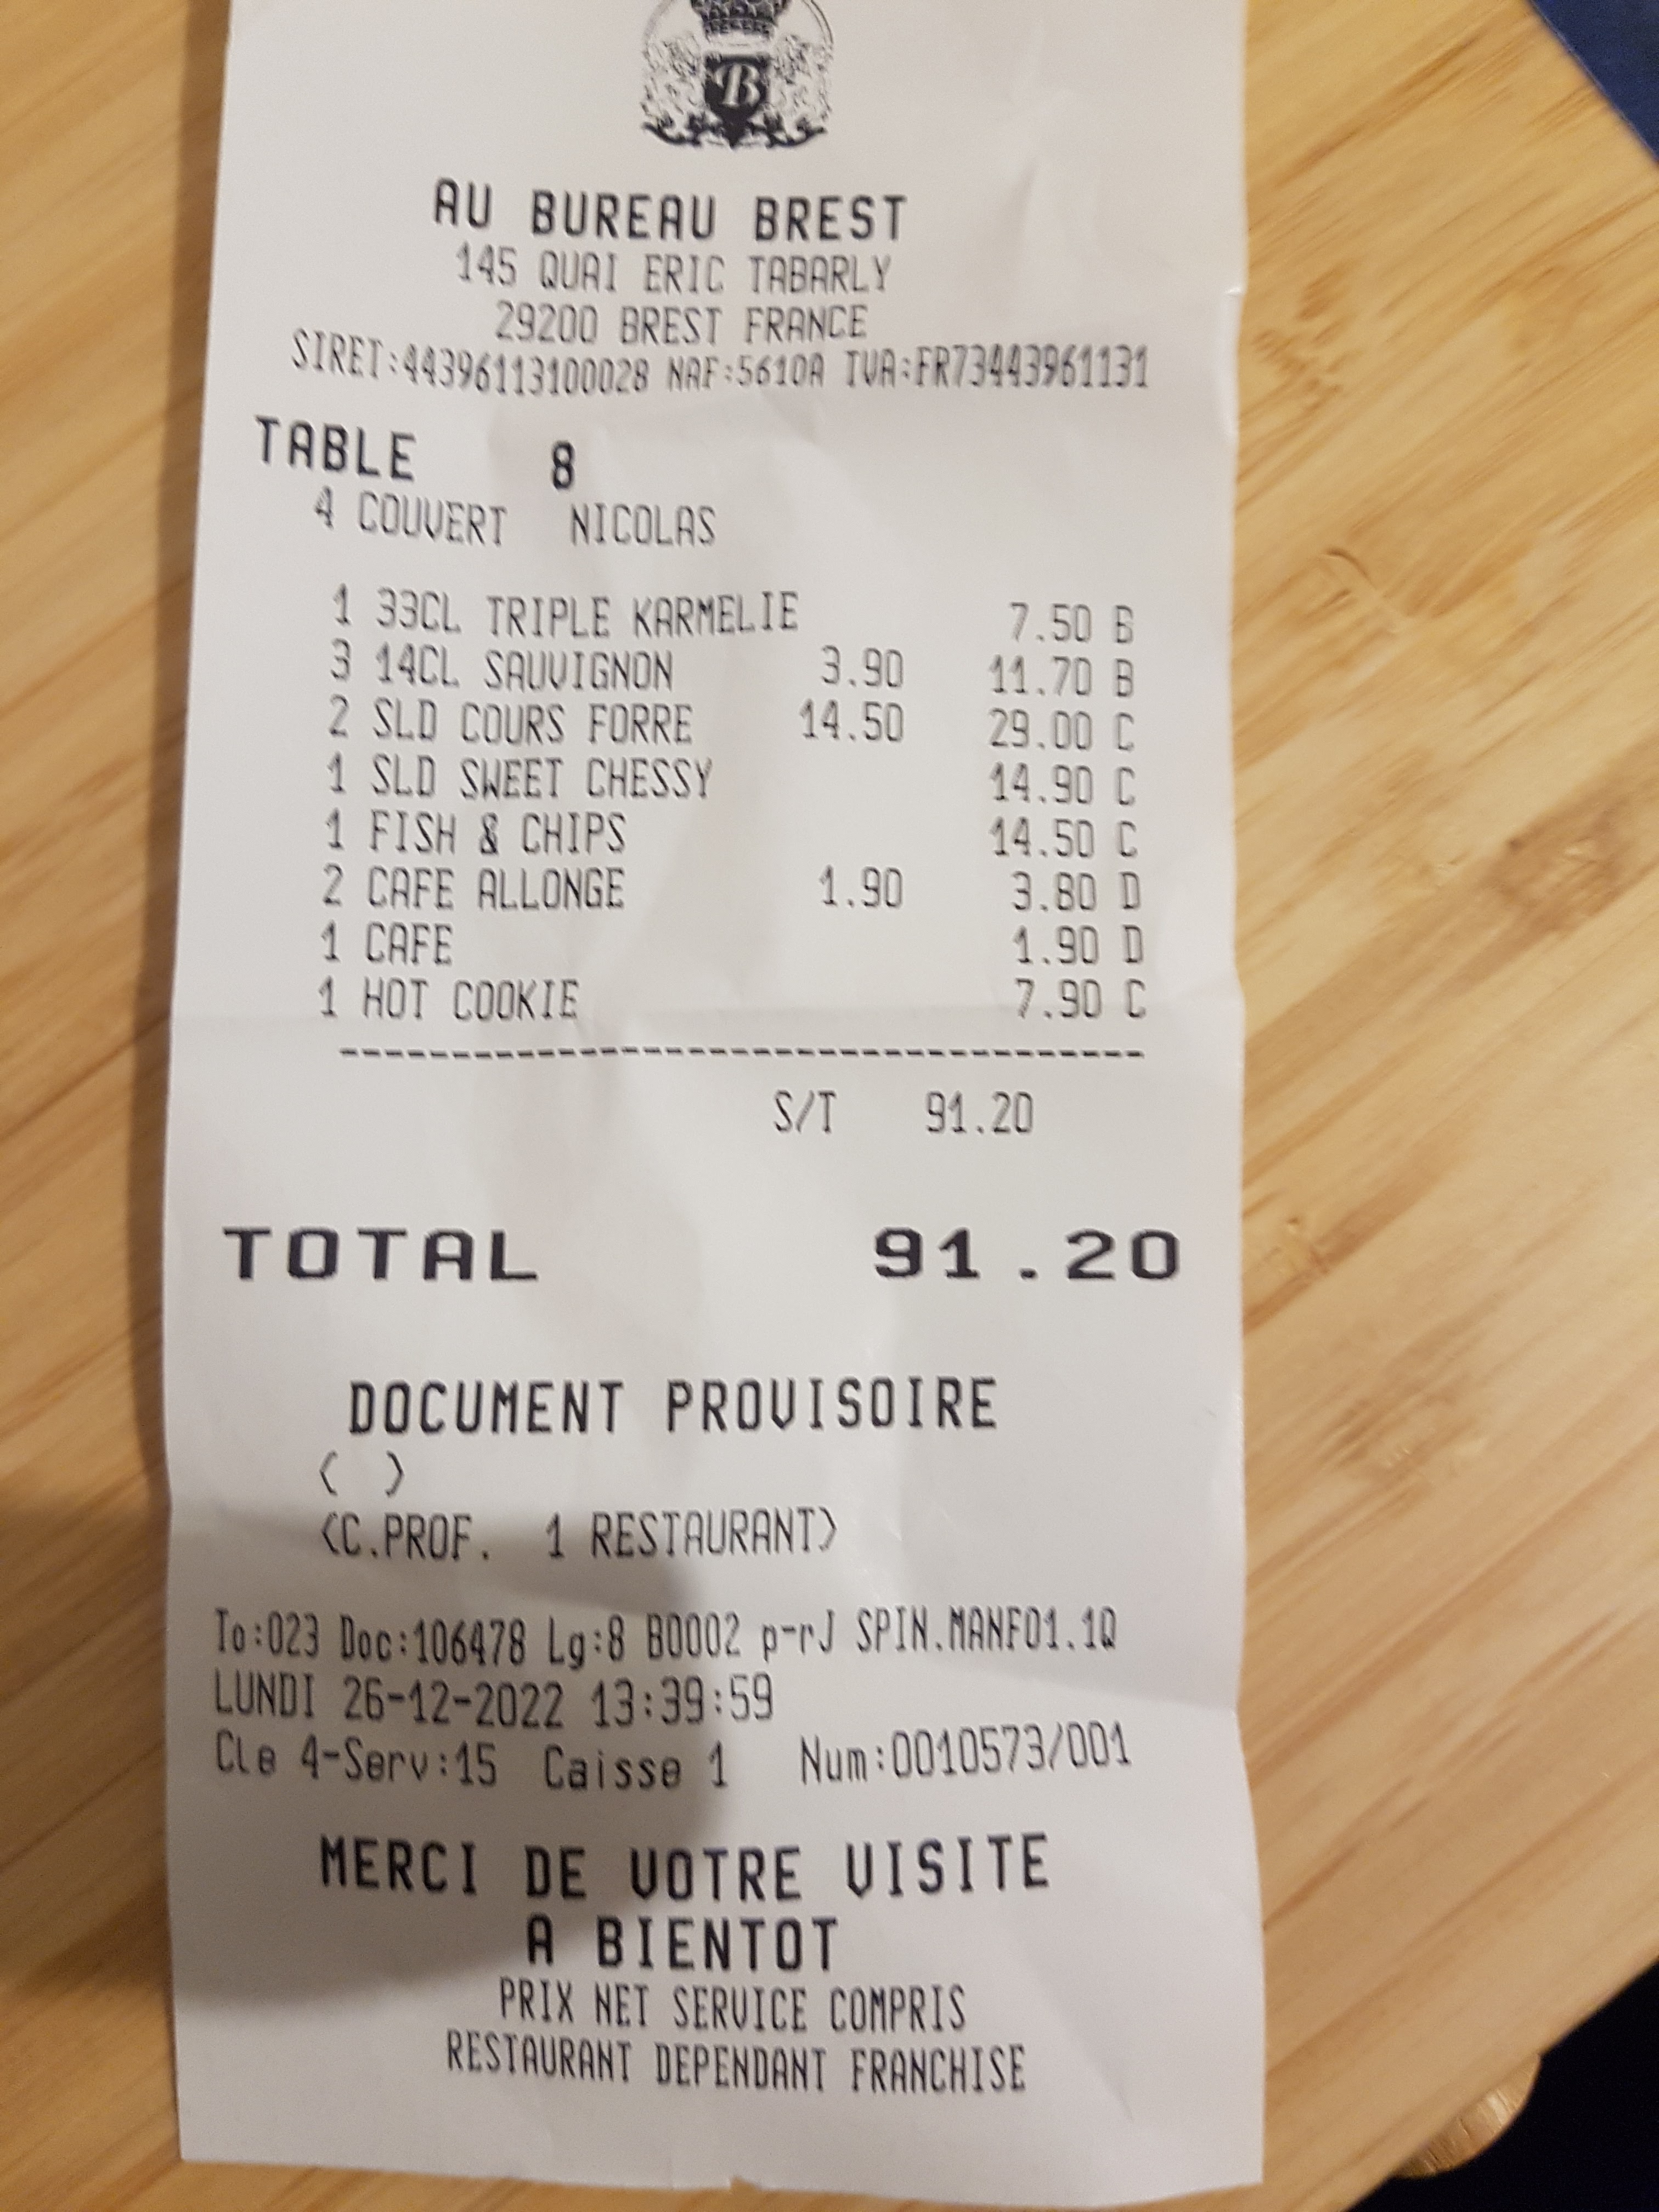 B
AU BUREAU BREST
145 QUAI ERIC TABARLY
29200 BREST FRANCE
SIRET:44396113100028 NAF:5610A TVA:FR73443961131
TABLE 8
4 COUVERT NICOLAS
1 33CL TRIPLE KARMELIE 7.50 B
3 14CL SAUVIGNON 3.90 11.70 B
2 SLD COURS FORRE 14.50 29.00 C
1 SLD SWEET CHESSY 14.90 C
1 FISH & CHIPS 14.50 C
2 CAFE ALLONGE 1.90 3.80 D
1 CAFE 1.90 D
1 HOT COOKIE 7.90 C
------------------------------------
S/T 91.20
TOTAL 91.20
DOCUMENT PROVISOIRE
( )
(C.PROF. 1 RESTAURANT)
To:023 Doc:106478 Lg:8 B0002 p-rJ SPIN.MANF01.1Q
LUNDI 26-12-2022 13:39:59
Cle 4-Serv:15 Caisse 1 Num:0010573/001
MERCI DE VOTRE VISITE
A BIENTOT
PRIX NET SERVICE COMPRIS
RESTAURANT DEPENDANT FRANCHISE